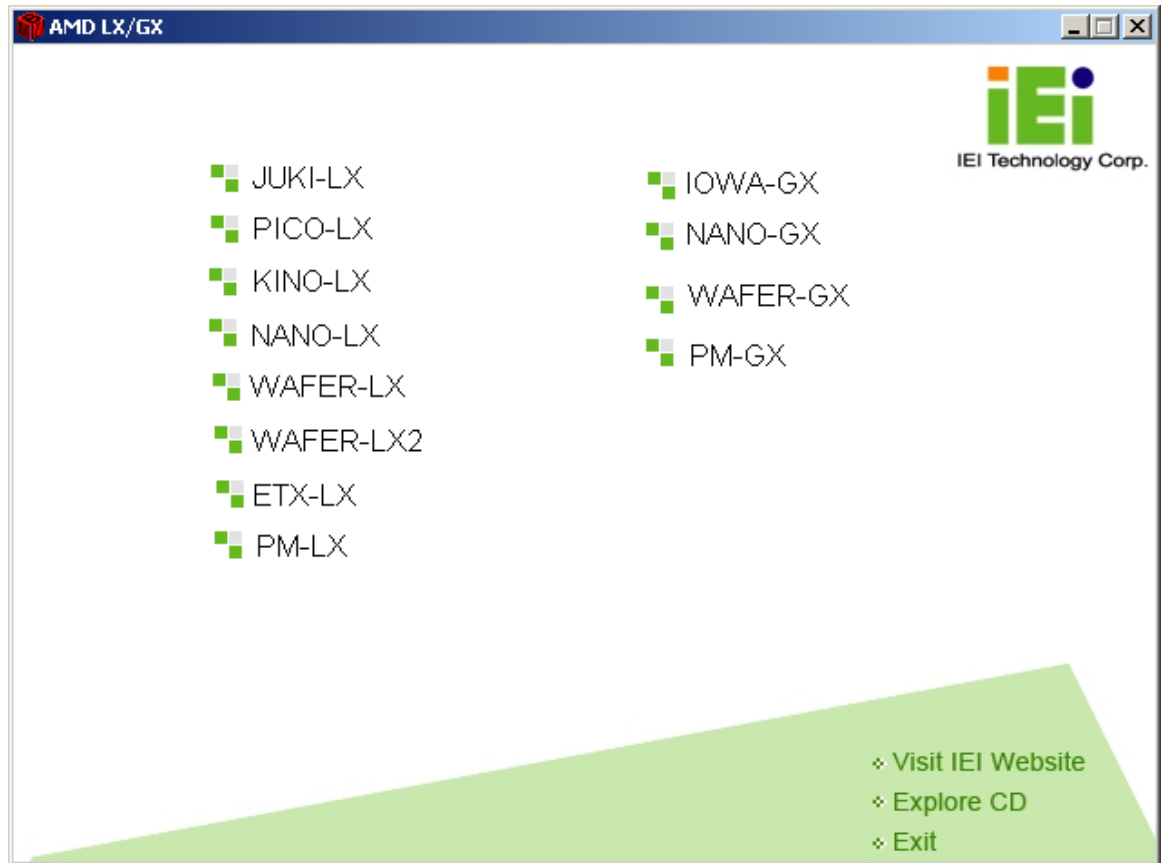 AMD LX/GX
iEi
IEI Technology Corp.
JUKI-LX
PICO-LX
KINO-LX
NANO-LX
WAFER-LX
WAFER-LX2
ETX-LX
PM-LX
IOWA-GX
NANO-GX
WAFER-GX
PM-GX
Visit IEI Website
Explore CD
Exit